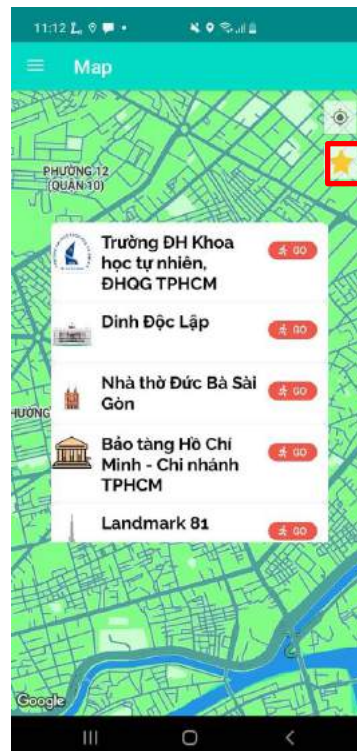 11:12
Map
PHƯỜNG 12
(QUẬN 10)
Trường ĐH Khoa
học tự nhiên,
ĐHQG TPHCM
GO
Dinh Độc Lập
GO
Nhà thờ Đức Bà Sài
Gòn
GO
HƯỜNG
Bảo tàng Hồ Chí
Minh - Chi nhánh
TPHCM
GO
Landmark 81
GO
Google